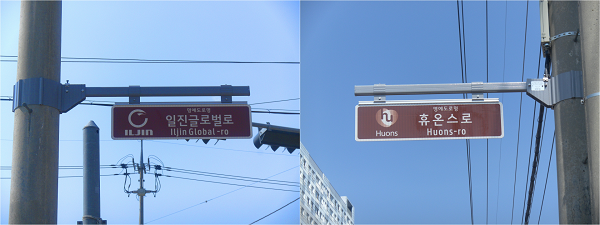 명예도로명
일진글로벌로
ILJIN
Iljin Global-ro
명예도로명
휴온스로
Huons
Huons-ro